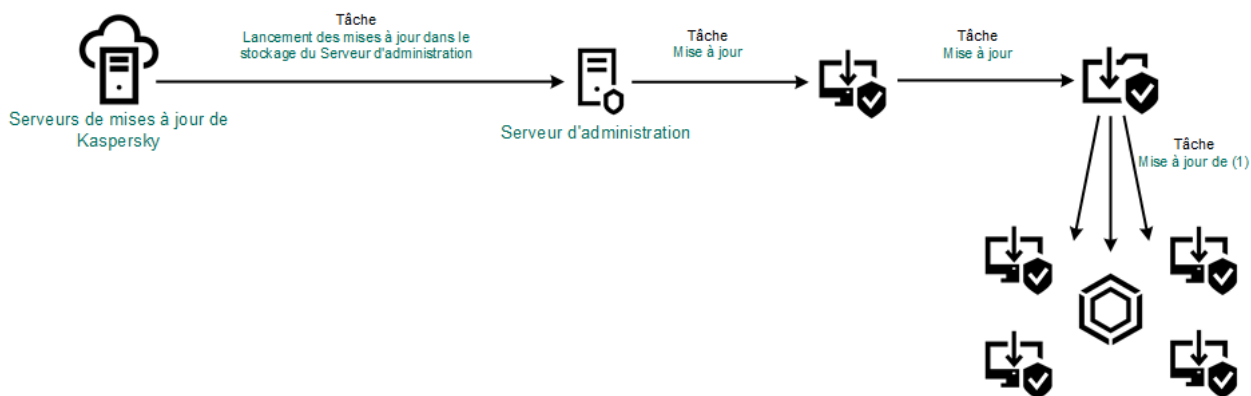 Tâche
Lancement des mises à jour dans le
stockage du Serveur d'administration
Tâche
Mise à jour
Tâche
Mise à jour
Serveurs de mises à jour de
Kaspersky
Serveur d'administration
Tâche
Mise à jour de (1)